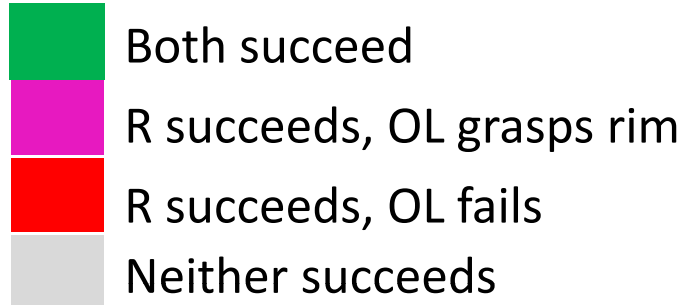 Both succeed
R succeeds, OL grasps rim
R succeeds, OL fails
Neither succeeds